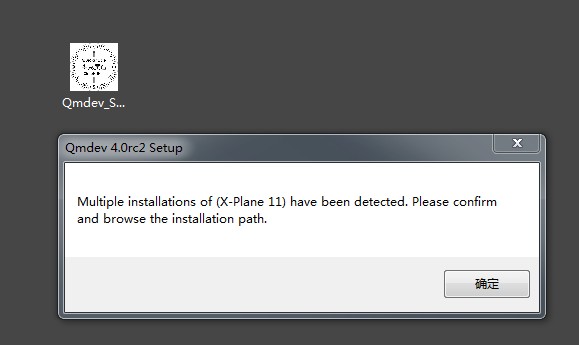 Qmdev_S...
Qmdev 4.0rc2 Setup
Multiple installations of (X-Plane 11) have been detected. Please confirm
and browse the installation path.
确定